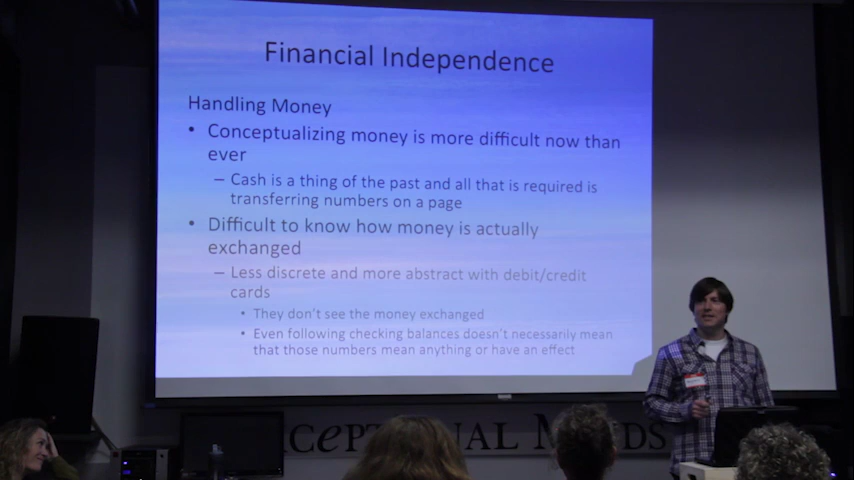 Financial Independence
Handling Money
• Conceptualizing money is more difficult now than
ever
– Cash is a thing of the past and all that is required is
transferring numbers on a page
• Difficult to know how money is actually
exchanged
– Less discrete and more abstract with debit/credit
cards
• They don't see the money exchanged
• Even following checking balances doesn't necessarily mean
that those numbers mean anything or have an effect